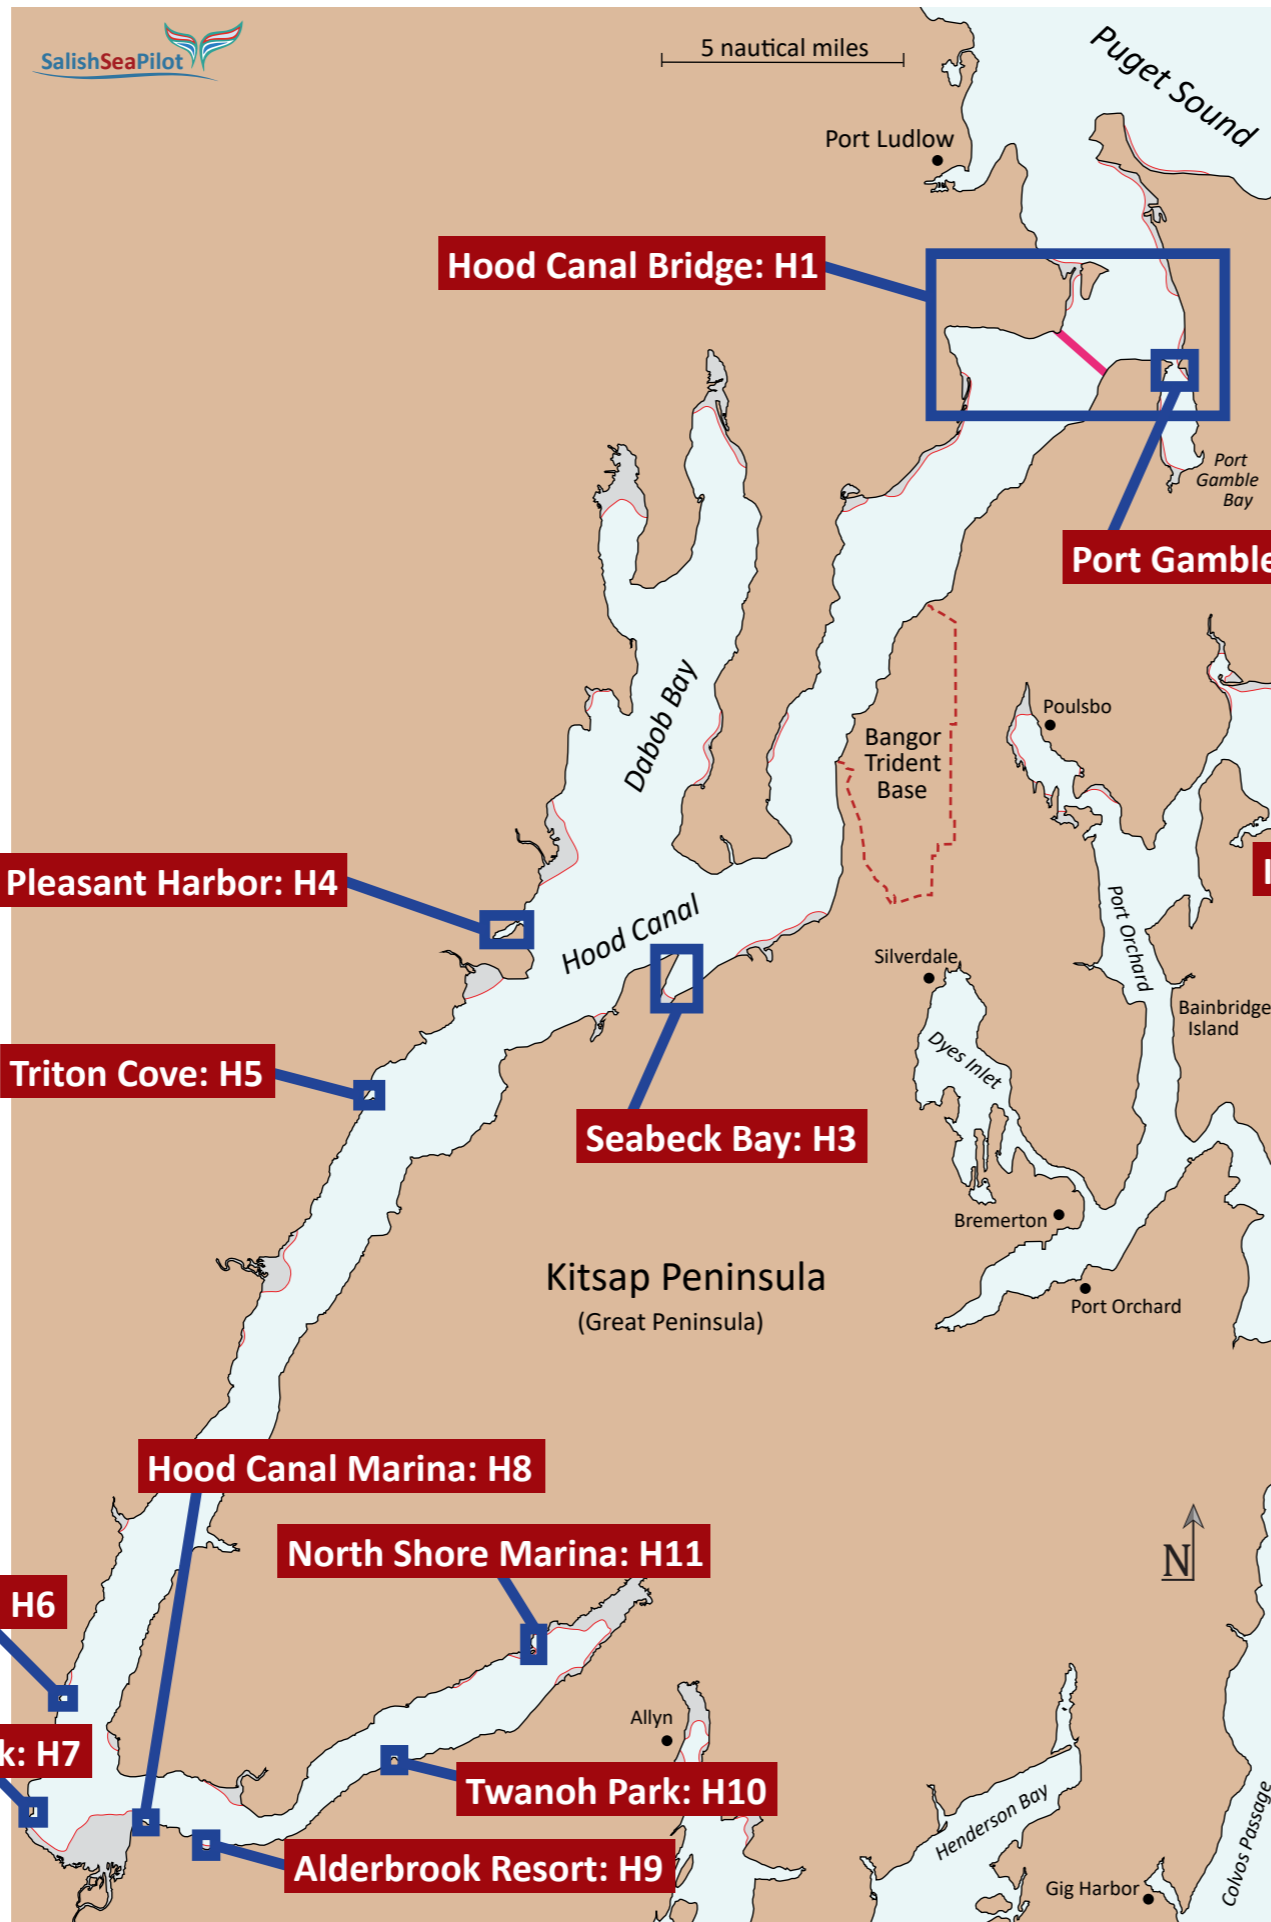 SalishSeaPilot
5 nautical miles
Puget Sound
Port Ludlow
Hood Canal Bridge: H1
Port
Gamble
Bay
Port Gamble
Dabob Bay
Poulsbo
Bangor
Trident
Base
Pleasant Harbor: H4
Hood Canal
Port Orchard
Silverdale
Bainbridge
Island
Triton Cove: H5
Dyes Inlet
Seabeck Bay: H3
Bremerton
Kitsap Peninsula
(Great Peninsula)
Port Orchard
Hood Canal Marina: H8
North Shore Marina: H11
N
H6
Allyn
k: H7
Twanoh Park: H10
Henderson Bay
Colvos Passage
Alderbrook Resort: H9
Gig Harbor